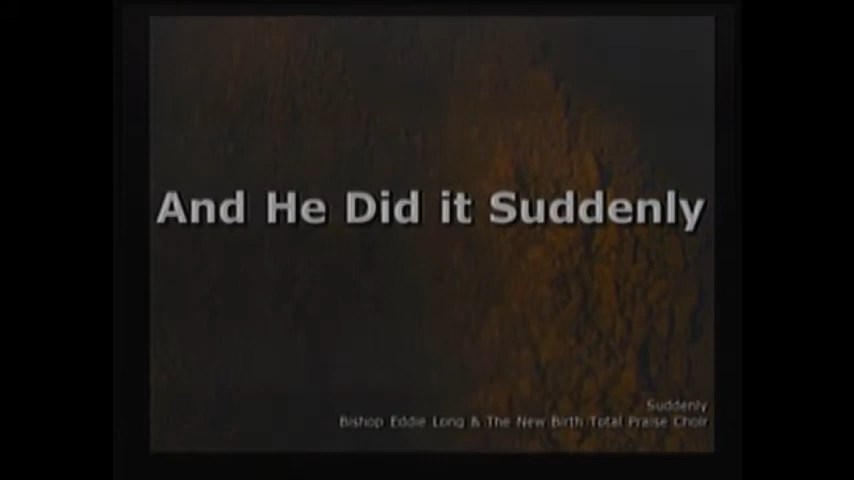 And He Did it Suddenly
Suddenly
Bishop Eddie Long & The New Birth Total Praise Choir